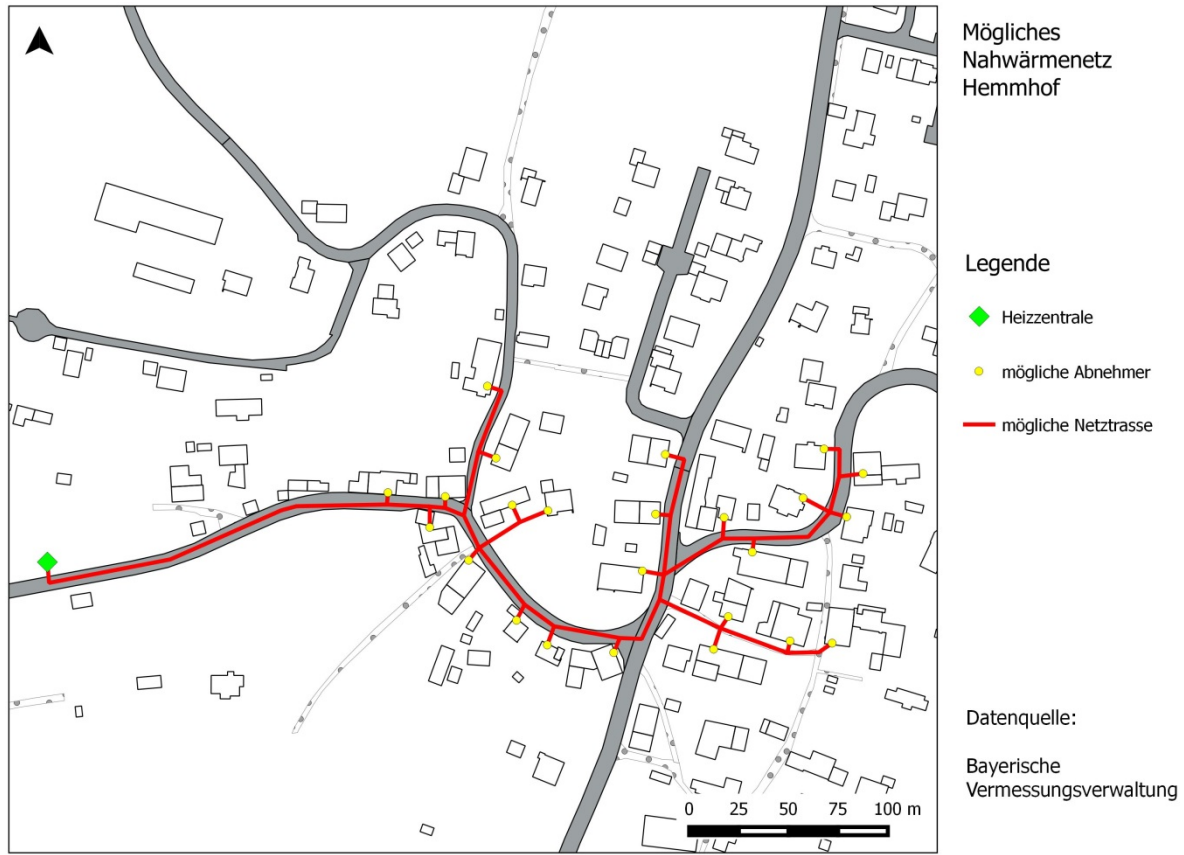 Mögliches
Nahwärmenetz
Hemmhof
Legende
Heizzentrale
mögliche Abnehmer
mögliche Netztrasse
Datenquelle:
Bayerische
Vermessungsverwaltung
0 25 50 75 100 m